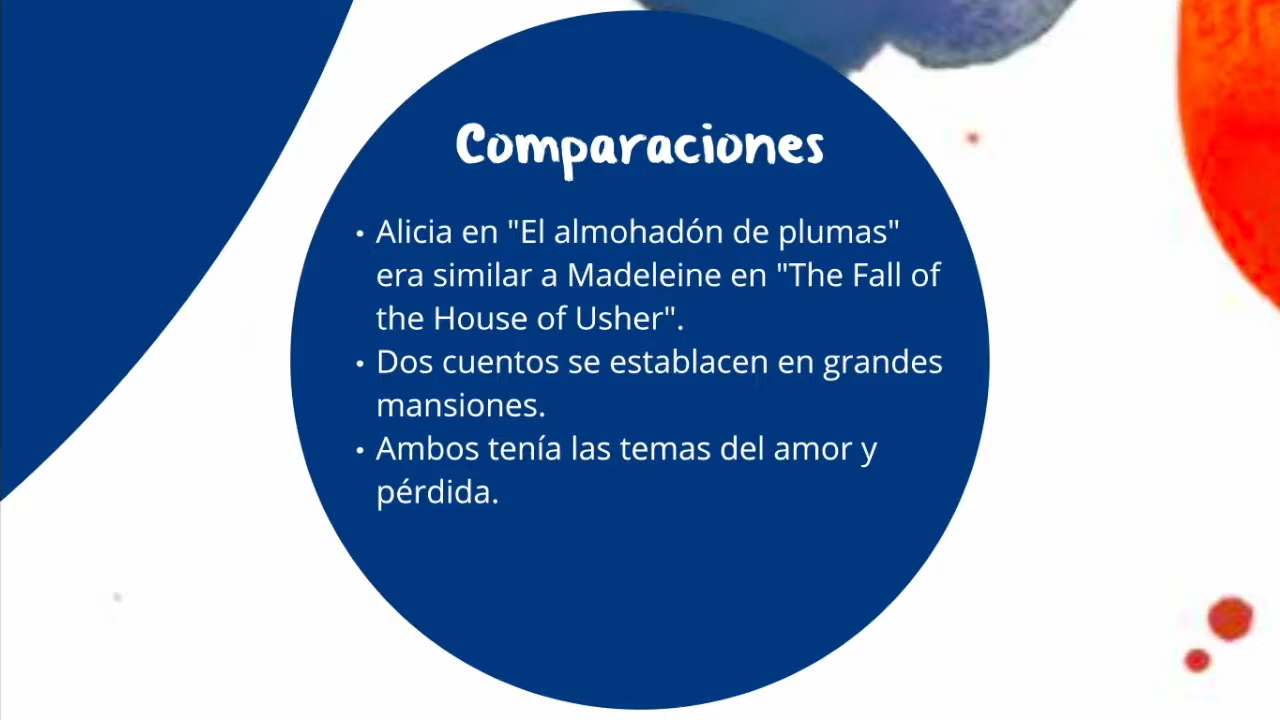 Comparaciones
• Alicia en "El almohadón de plumas"
era similar a Madeleine en "The Fall of
the House of Usher".
• Dos cuentos se establacen en grandes
mansiones.
• Ambos tenía las temas del amor y
pérdida.